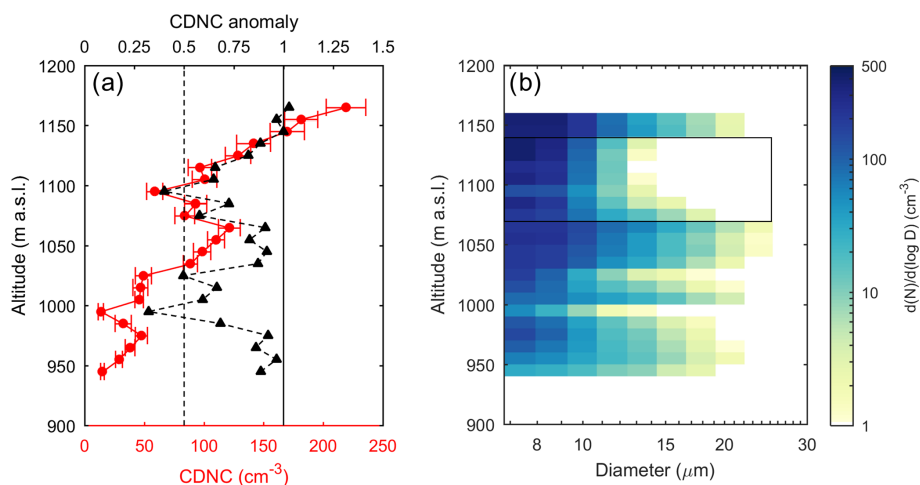 CDNC anomaly
0 0.25 0.5 0.75 1 1.25 1.5
(a)
Altitude (m a.s.l.)
1200
1150
1100
1050
1000
950
900
0 50 100 150 200 250
CDNC (cm-3)
(b)
Altitude (m a.s.l.)
1200
1150
1100
1050
1000
950
900
8 10 15 20 30
Diameter (μm)
500
100
10
1
d(N)/d(log D) (cm-3)